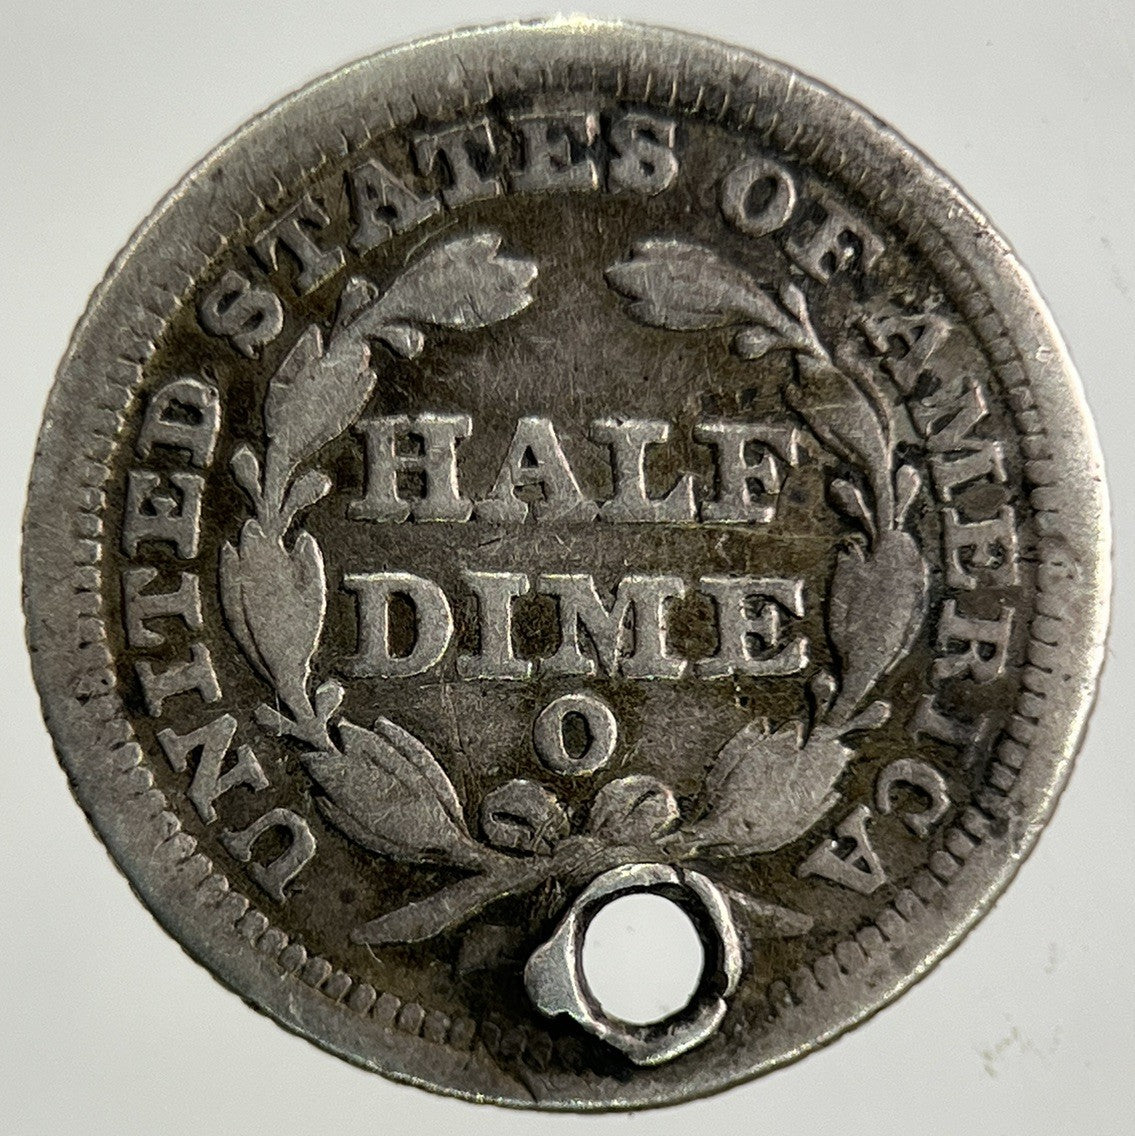 UNITED STATES OF AMERICA
HALF
DIME
O